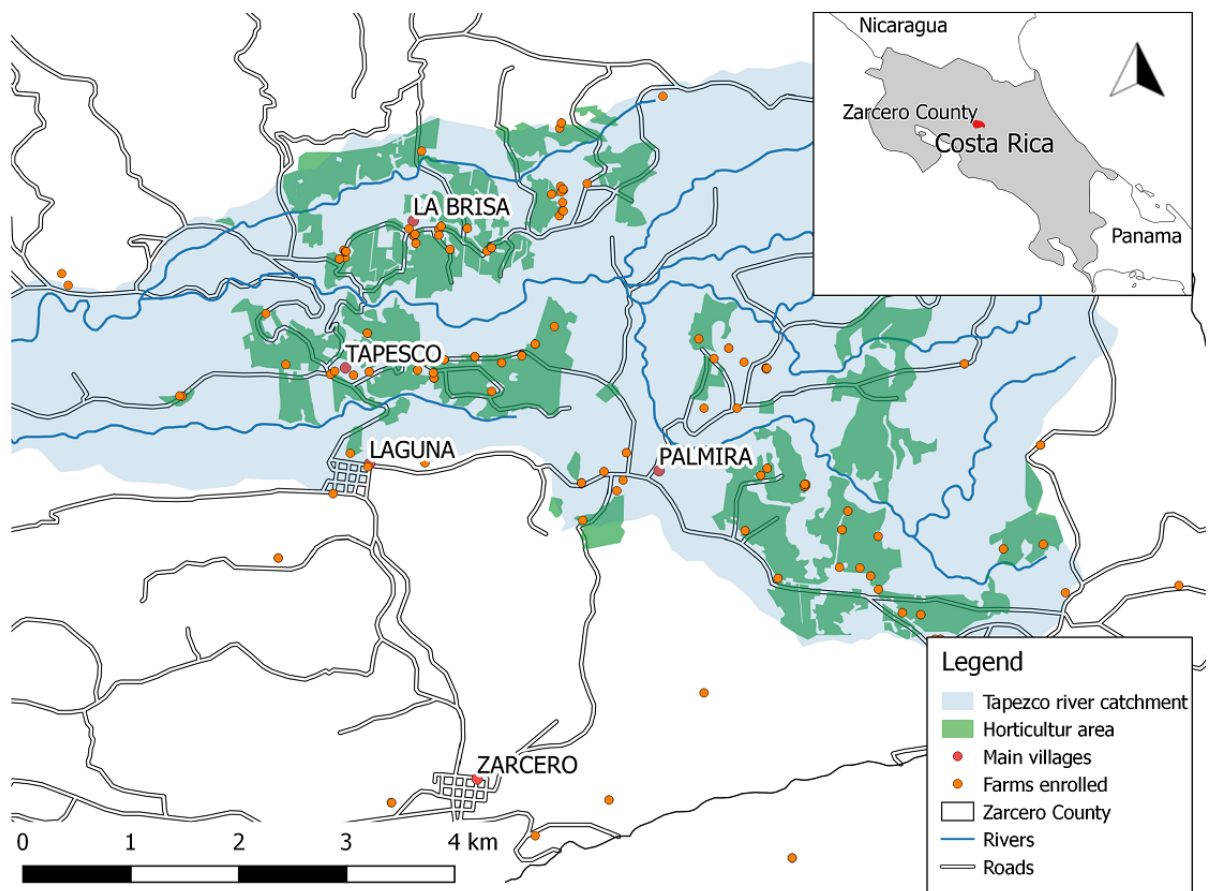 Nicaragua
Zarcero County
Costa Rica
Panama
LA BRISA
TAPESCO
LAGUNA
PALMIRA
ZARCERO
Legend
Tapezco river catchment
Horticultur area
Main villages
Farms enrolled
Zarcero County
Rivers
Roads
0 1 2 3 4 km